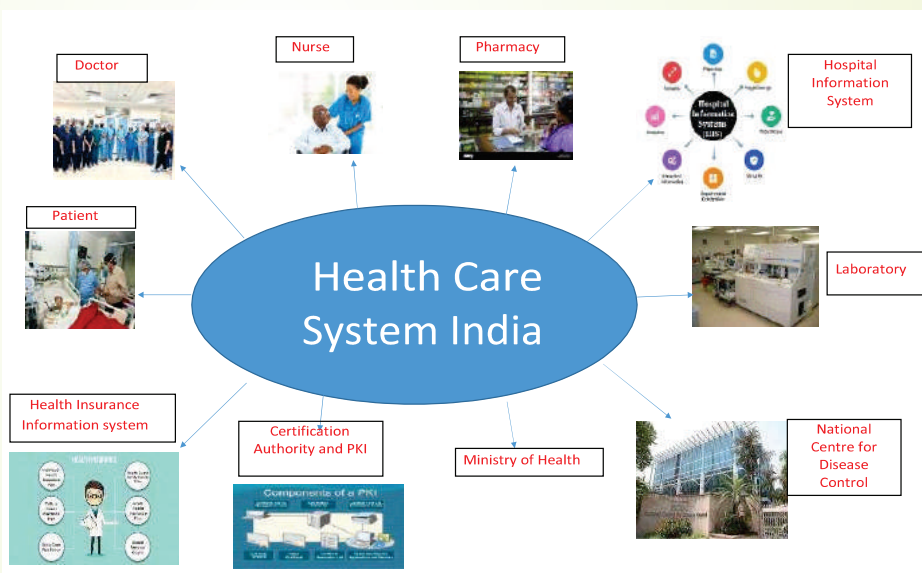 Doctor
Nurse
Pharmacy
Hospital
Information
System
Hospital
Information
Systems
(HIS)
Patient
Health Care
System India
Laboratory
Health Insurance
Information system
Certification
Authority and PKI
Ministry of Health
National
Centre for
Disease
Control
Components of a PKI